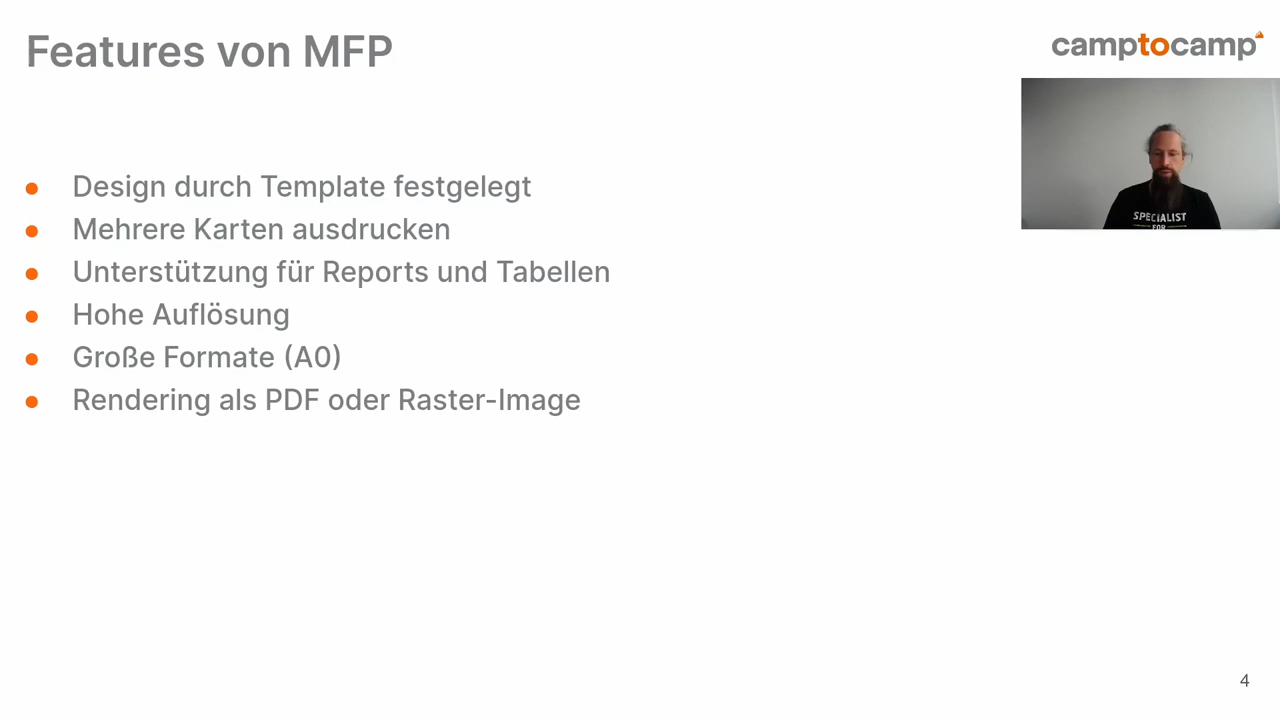 Features von MFP
camptocamp
SPECIALIST
FOR
Design durch Template festgelegt
Mehrere Karten ausdrucken
Unterstützung für Reports und Tabellen
Hohe Auflösung
Große Formate (A0)
Rendering als PDF oder Raster-Image
4